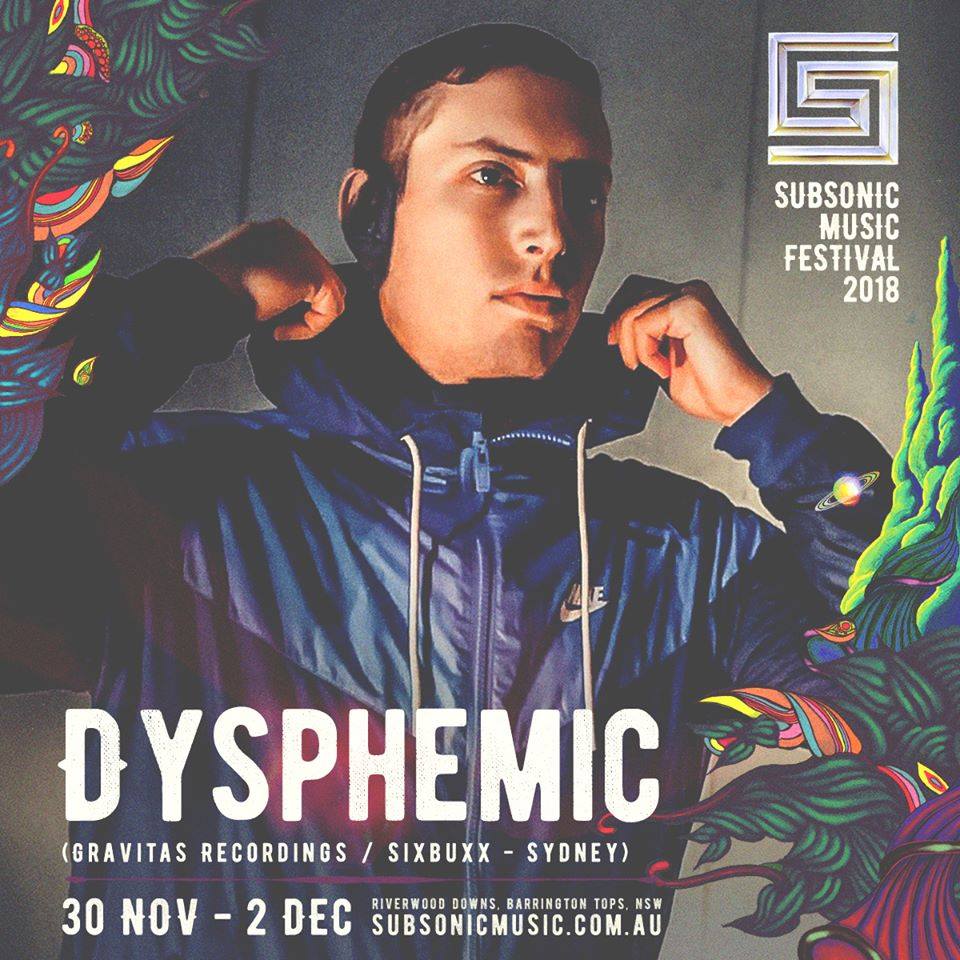 SUBSONIC
MUSIC
FESTIVAL
2018
NIKE
DYSPHEMIC
(GRAVITAS RECORDINGS / SIXBUXX - SYDNEY)
30 NOV - 2 DEC
RIVERWOOD DOWNS, BARRINGTON TOPS, NSW
SUBSONICMUSIC.COM.AU